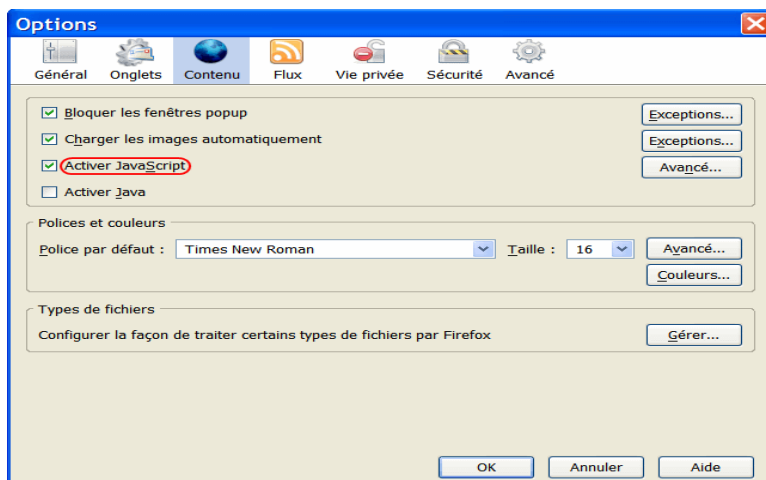 Options
Général Onglets Contenu Flux Vie privée Sécurité Avancé
Bloquer les fenêtres popup Exceptions...
Charger les images automatiquement Exceptions...
Activer JavaScript Avancé...
Activer Java
Polices et couleurs
Police par défaut : Times New Roman Taille : 16 Avancé...
Couleurs...
Types de fichiers
Configurer la façon de traiter certains types de fichiers par Firefox Gérer...
OK Annuler Aide